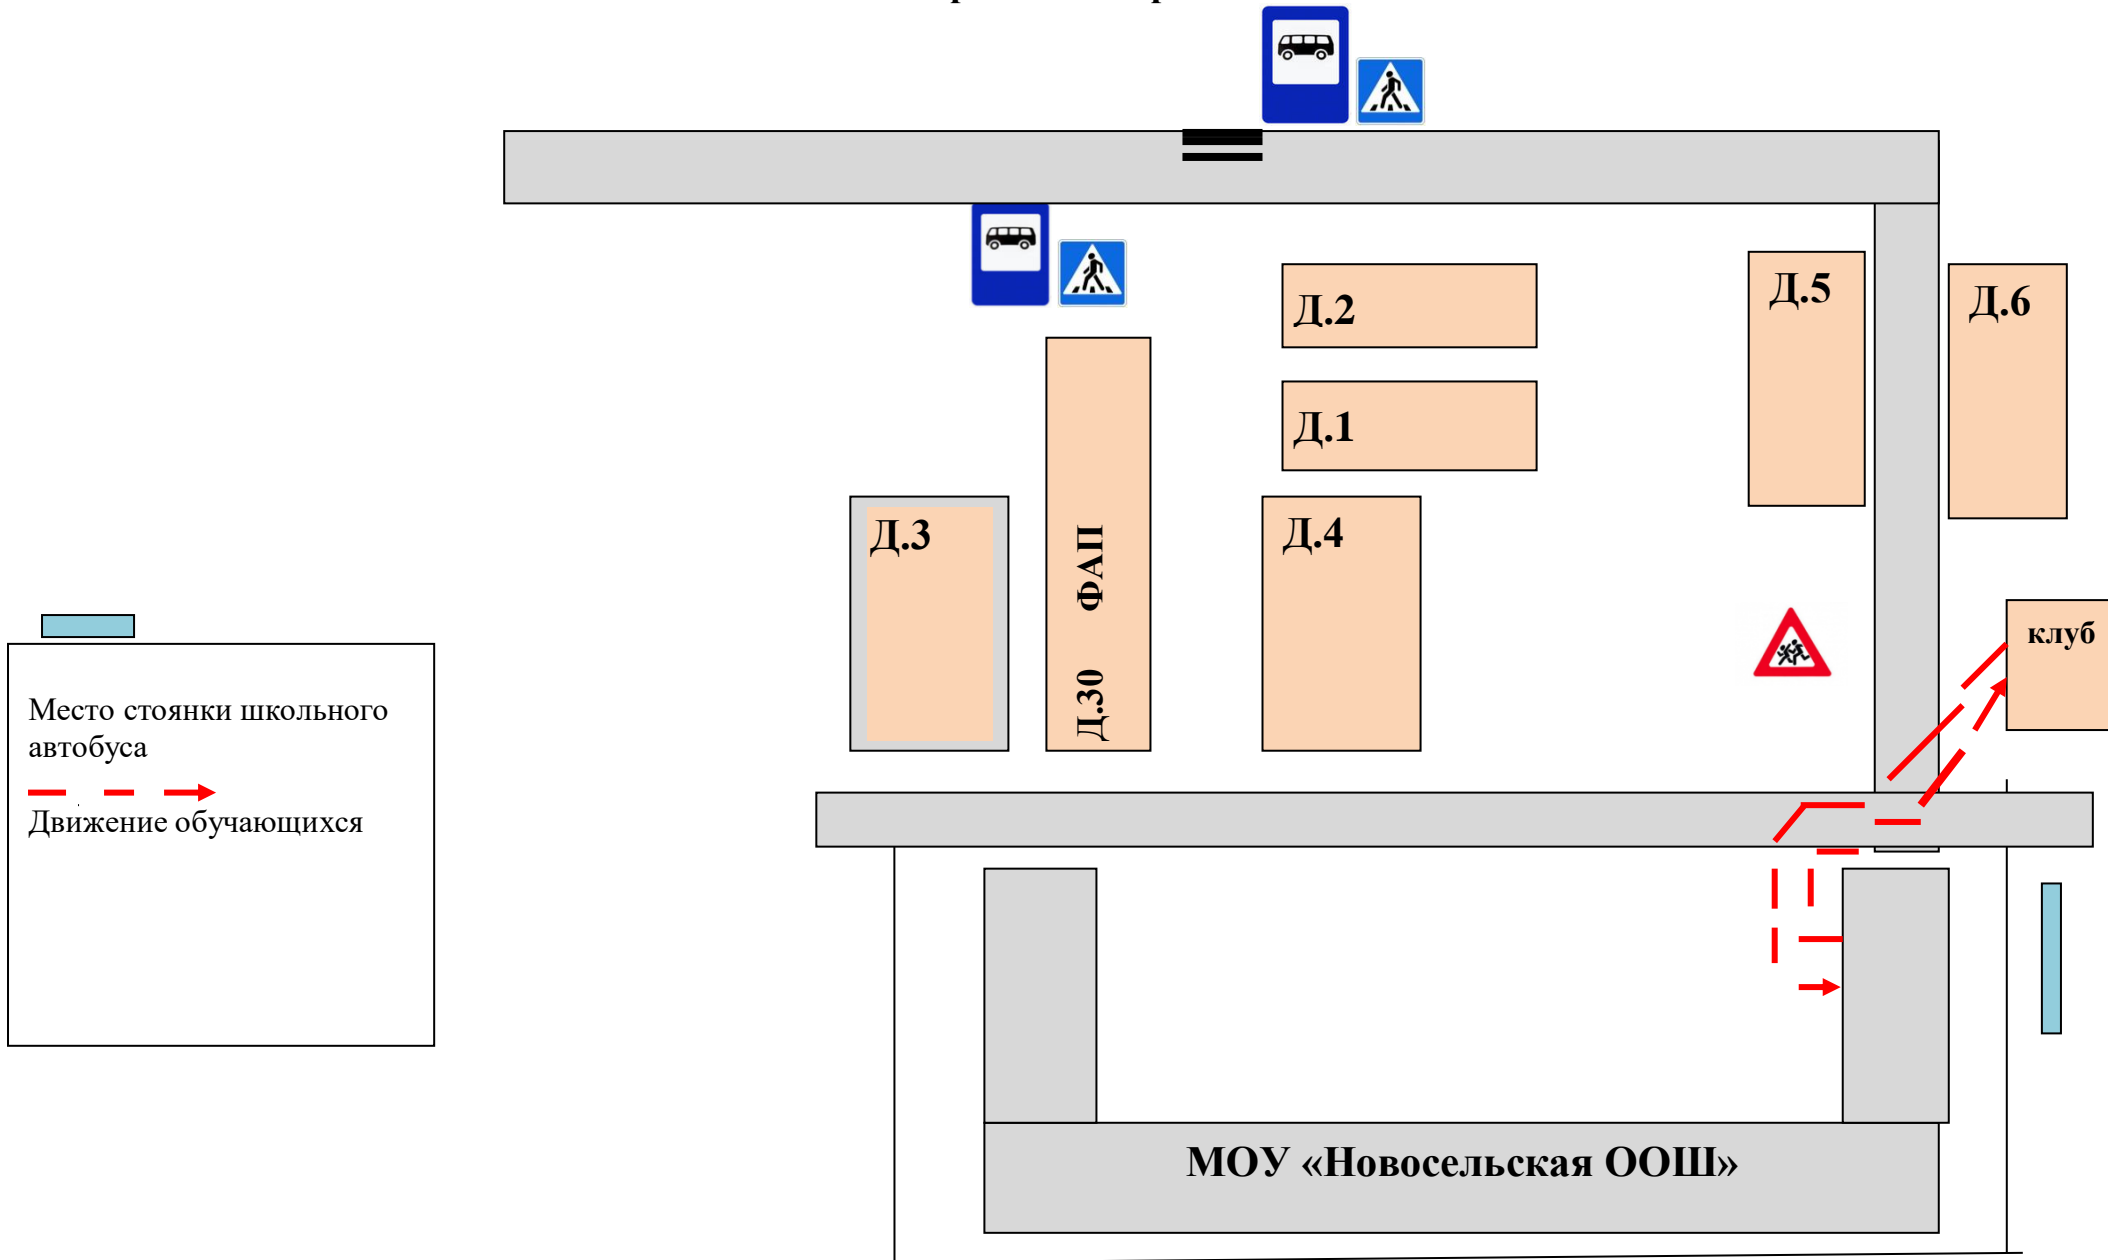 Д.2
Д.5
Д.6
Д.1
Д.3
Д.30 ФАП
Д.4
клуб
Место стоянки школьного
автобуса
Движение обучающихся
МОУ «Новосельская ООШ»